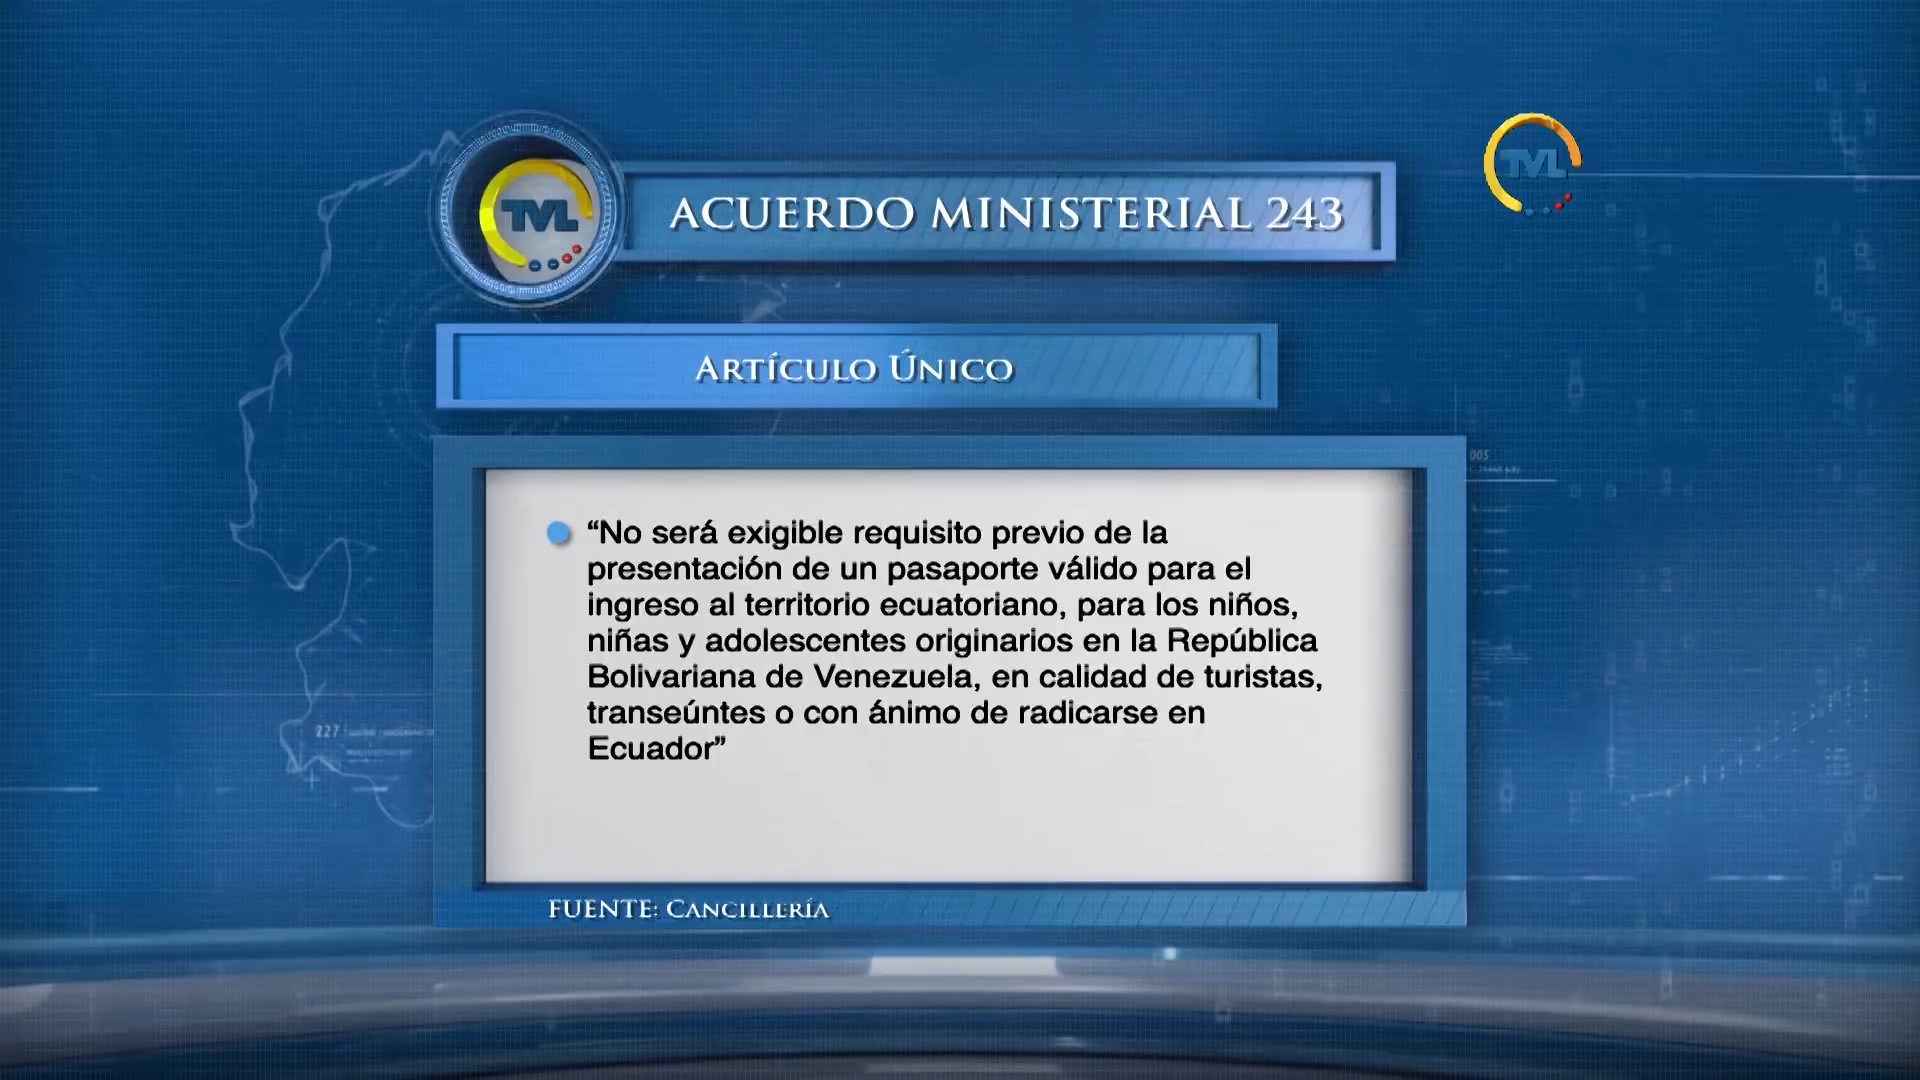 TVL
TVL
ACUERDO MINISTERIAL 243
ARTÍCULO ÚNICO
005
“No será exigible requisito previo de la
presentación de un pasaporte válido para el
ingreso al territorio ecuatoriano, para los niños,
niñas y adolescentes originarios en la República
Bolivariana de Venezuela, en calidad de turistas,
transeúntes o con ánimo de radicarse en
Ecuador”
227
FUENTE: CANCILLERÍA